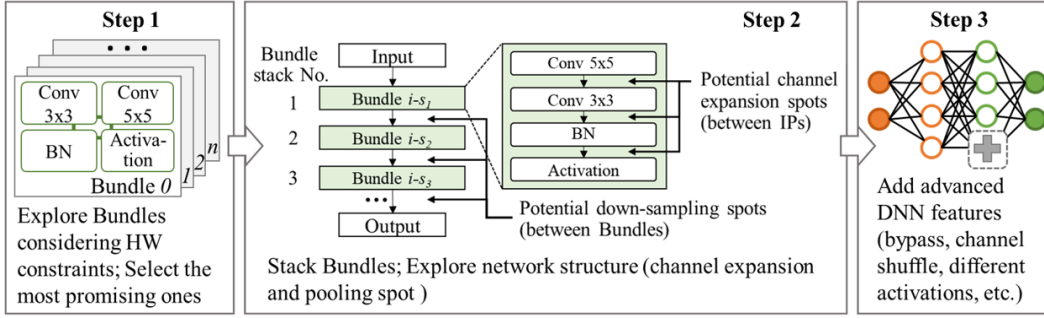 Step 1
• • •
Conv
3x3
Conv
5x5
BN
Activa-
tion
Bundle 0
1
2
n
Explore Bundles
considering HW
constraints; Select the
most promising ones
Step 2
Bundle
stack No.
1
2
3
Input
Bundle i-s1
Bundle i-s2
Bundle i-s3
•••
Output
Conv 5x5
Conv 3x3
BN
Activation
Potential channel
expansion spots
(between IPs)
Potential down-sampling spots
(between Bundles)
Stack Bundles; Explore network structure (channel expansion
and pooling spot )
Step 3
Add advanced
DNN features
(bypass, channel
shuffle, different
activations, etc.)